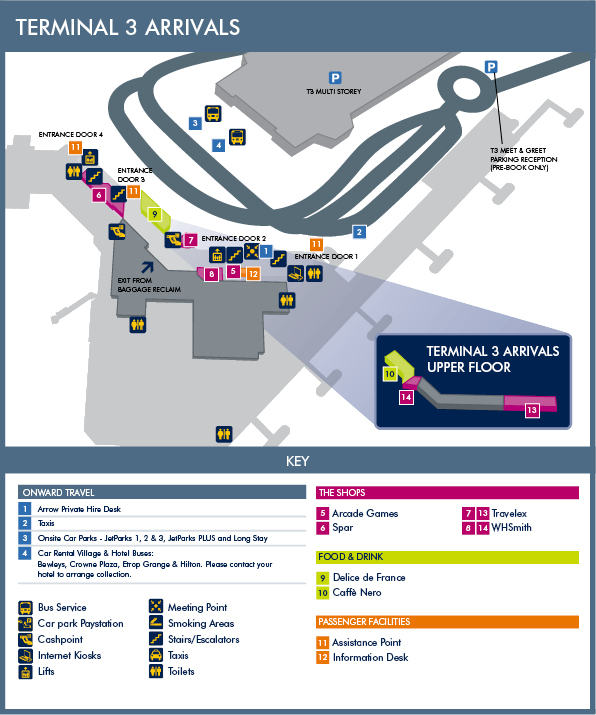 TERMINAL 3 ARRIVALS
P
P
T3 MULTI STOREY
3
4
ENTRANCE DOOR 4
11
T3 MEET & GREET
PARKING RECEPTION
(PRE-BOOK ONLY)
ENTRANCE
DOOR 3
6
11
9
7
2
ENTRANCE DOOR 2
11
1
ENTRANCE DOOR 1
EXIT FROM
BAGGAGE RECLAIM
8
5
12
TERMINAL 3 ARRIVALS
UPPER FLOOR
10
14
13
KEY
ONWARD TRAVEL
1 Arrow Private Hire Desk
2 Taxis
3 Onsite Car Parks - JetParks 1, 2 & 3, JetParks PLUS and Long Stay
4 Car Rental Village & Hotel Buses:
Bewleys, Crowne Plaza, Etrop Grange & Hilton. Please contact your
hotel to arrange collection.
Bus Service
Car park Paystation
Cashpoint
Internet Kiosks
Lifts
Meeting Point
Smoking Areas
Stairs/Escalators
Taxis
Toilets
THE SHOPS
5 Arcade Games
6 Spar
7 13 Travelex
8 14 WHSmith
FOOD & DRINK
9 Delice de France
10 Caffè Nero
PASSENGER FACILITIES
11 Assistance Point
12 Information Desk